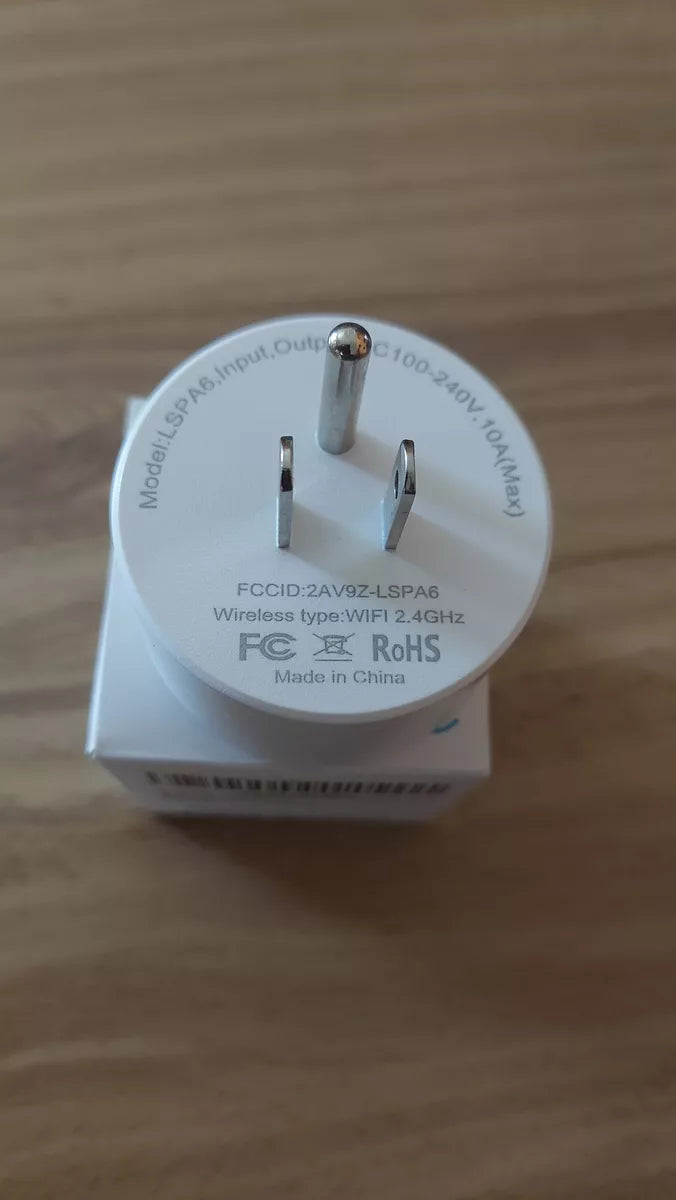 Model:LSPA6,Input,Outp C100-240V,10A(Max)
FCCID:2AV9Z-LSPA6
Wireless type:WIFI 2.4GHz
FC RoHS
Made in China